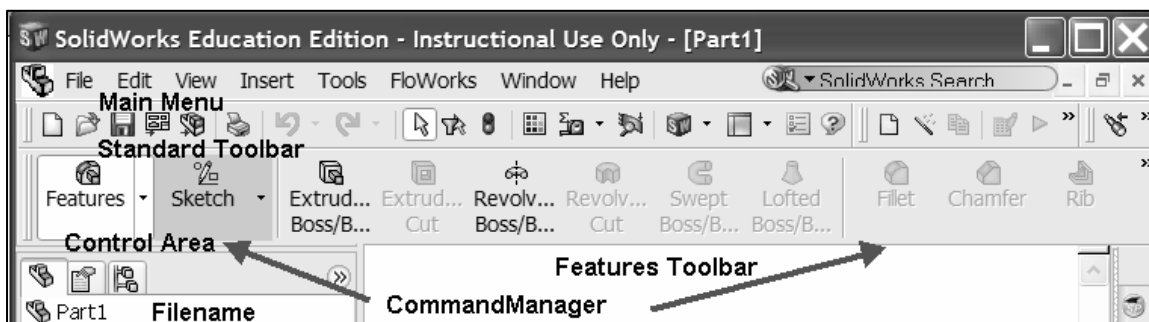 SolidWorks Education Edition - Instructional Use Only - [Part1]
File Edit View Insert Tools FloWorks Window Help SolidWorks Search
Main Menu
Standard Toolbar
Features Sketch Extrud... Extrud... Revolv... Revolv... Swept Lofted Fillet Chamfer Rib
Boss/B... Cut Boss/B... Cut Boss/B... Boss/B...
Control Area
Features Toolbar
CommandManager
Part1 Filename